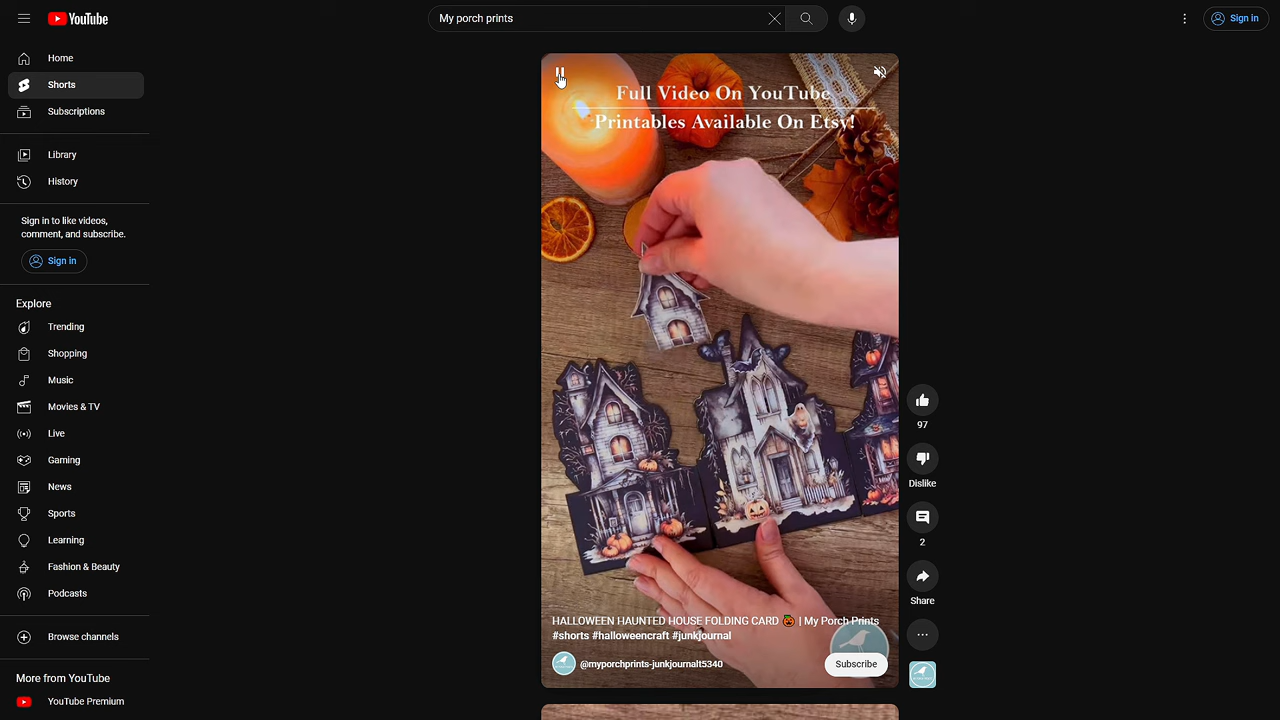 YouTube
My porch prints
Sign in
Home
Shorts
Subscriptions
Library
History
Sign in to like videos,
comment, and subscribe.
Sign in
Explore
Trending
Shopping
Music
Movies & TV
Live
Gaming
News
Sports
Learning
Fashion & Beauty
Podcasts
Browse channels
More from YouTube
YouTube Premium
Full Video On YouTube
Printables Available On Etsy!
97
Dislike
2
Share
HALLOWEEN HAUNTED HOUSE FOLDING CARD 🎃 | My Porch Prints
#shorts #halloweencraft #junkjournal
@myporchprints-junkjournalt5340
Subscribe